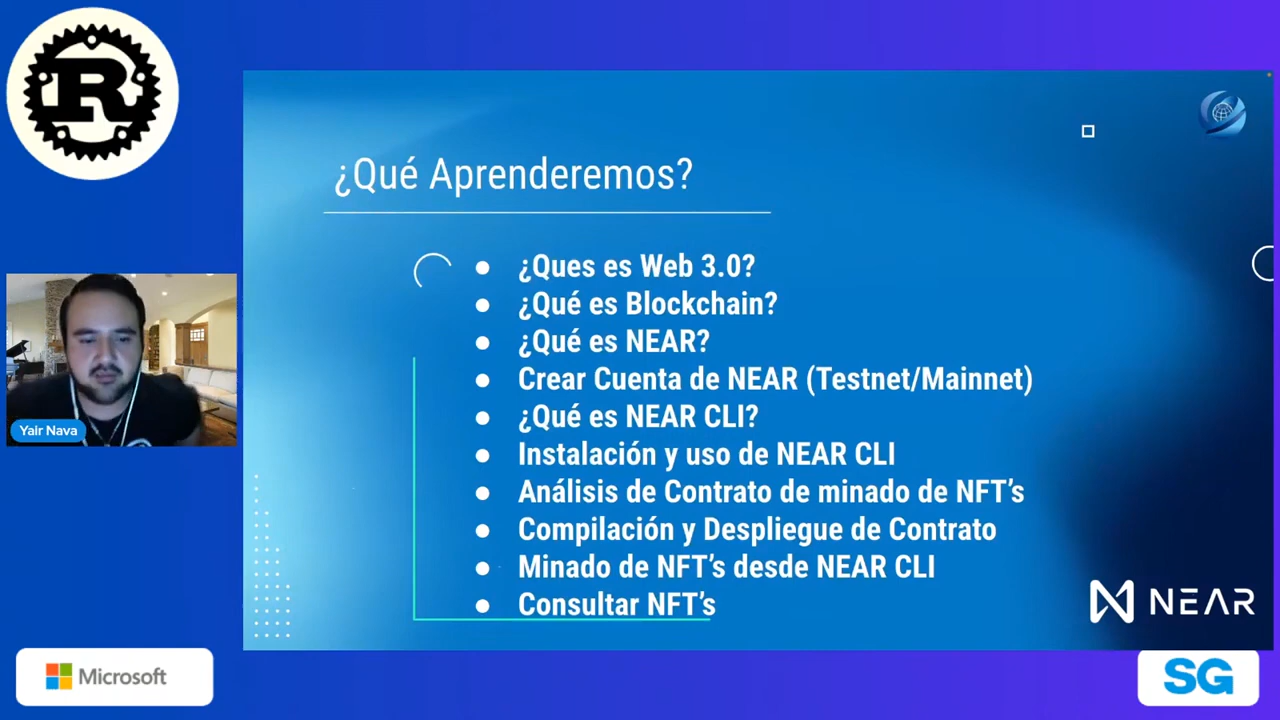 R
¿Qué Aprenderemos?
¿Ques es Web 3.0?
¿Qué es Blockchain?
¿Qué es NEAR?
Crear Cuenta de NEAR (Testnet/Mainnet)
¿Qué es NEAR CLI?
Instalación y uso de NEAR CLI
Análisis de Contrato de minado de NFT’s
Compilación y Despliegue de Contrato
Minado de NFT’s desde NEAR CLI
Consultar NFT’s
Yair Nava
NEAR
Microsoft
SG